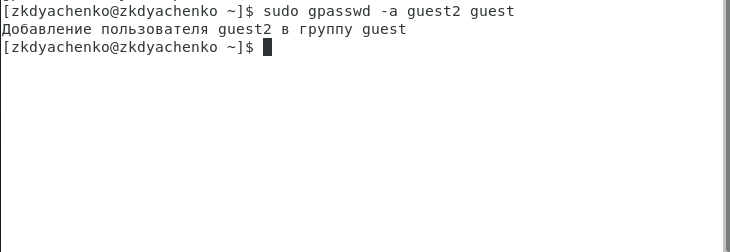 [zkdyachenko@zkdyachenko ~]$ sudo gpasswd -a guest2 guest
Добавление пользователя guest2 в группу guest
[zkdyachenko@zkdyachenko ~]$